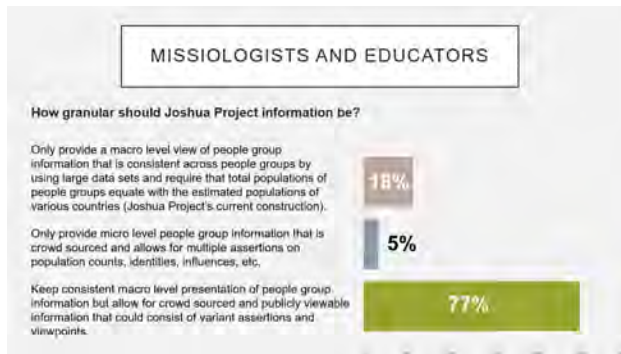 MISSIOLOGISTS AND EDUCATORS
How granular should Joshua Project information be?
Only provide a macro level view of people group
information that is consistent across people groups by
using large data sets and require that total populations of
people groups equate with the estimated populations of
various countries (Joshua Project's current construction).
18%
Only provide micro level people group information that is
crowd sourced and allows for multiple assertions on
population counts, identities, influences, etc.
5%
Keep consistent macro level presentation of people group
information but allow for crowd sourced and publicly viewable
information that could consist of variant assertions and
viewpoints.
77%